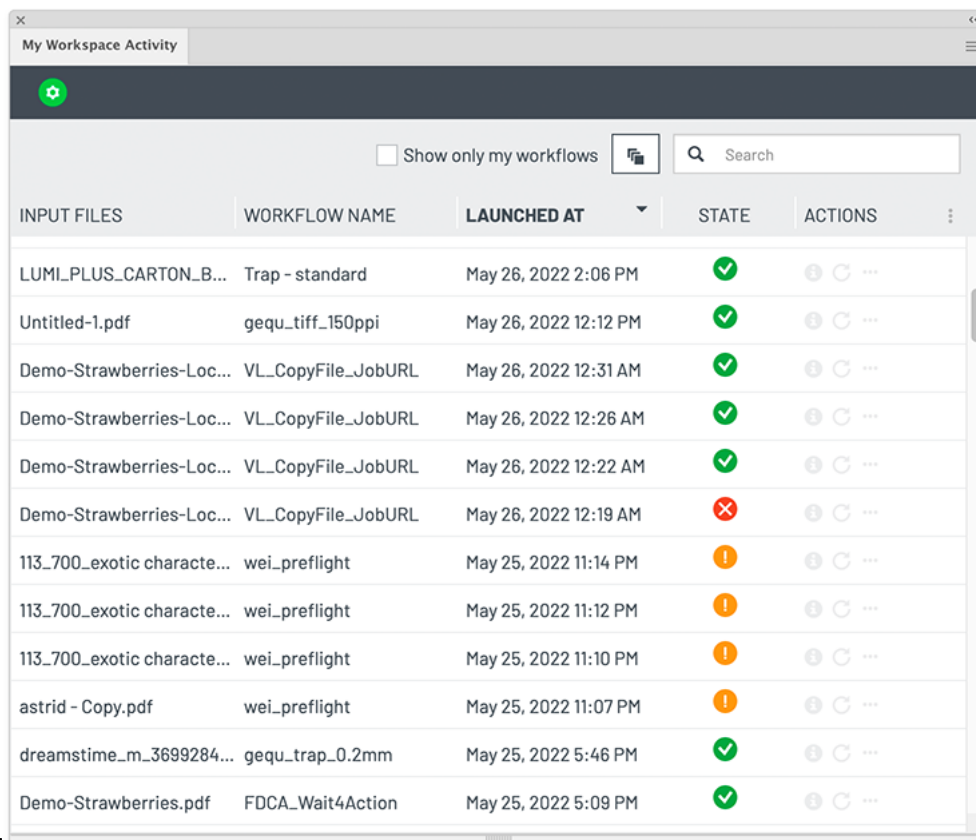 My Workspace Activity
Show only my workflows Search
INPUT FILES WORKFLOW NAME LAUNCHED AT STATE ACTIONS
LUMI_PLUS_CARTON_B... Trap - standard May 26, 2022 2:06 PM
Untitled-1.pdf gequ_tiff_150ppi May 26, 2022 12:12 PM
Demo-Strawberries-Loc... VL_CopyFile_JobURL May 26, 2022 12:31 AM
Demo-Strawberries-Loc... VL_CopyFile_JobURL May 26, 2022 12:26 AM
Demo-Strawberries-Loc... VL_CopyFile_JobURL May 26, 2022 12:22 AM
Demo-Strawberries-Loc... VL_CopyFile_JobURL May 26, 2022 12:19 AM
113_700_exotic characte... wei_preflight May 25, 2022 11:14 PM
113_700_exotic characte... wei_preflight May 25, 2022 11:12 PM
113_700_exotic characte... wei_preflight May 25, 2022 11:10 PM
astrid - Copy.pdf wei_preflight May 25, 2022 11:07 PM
dreamstime_m_3699284... gequ_trap_0.2mm May 25, 2022 5:46 PM
Demo-Strawberries.pdf FDCA_Wait4Action May 25, 2022 5:09 PM